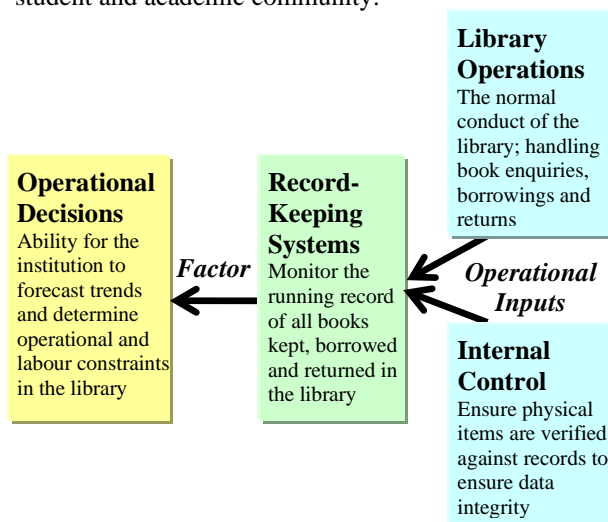 student and academic community.
Library
Operations
The normal
conduct of the
library; handling
book enquiries,
borrowings and
returns
Operational
Decisions
Ability for the
institution to
forecast trends
and determine
operational and
labour constraints
in the library
Factor
Record-
Keeping
Systems
Monitor the
running record
of all books
kept, borrowed
and returned in
the library
Operational
Inputs
Internal
Control
Ensure physical
items are verified
against records to
ensure data
integrity